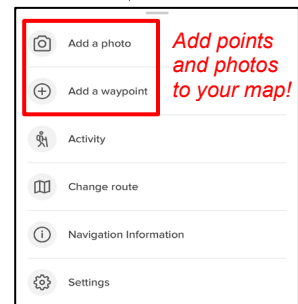 Add a photo
Add a waypoint
Add points
and photos
to your map!
Activity
Change route
Navigation Information
Settings